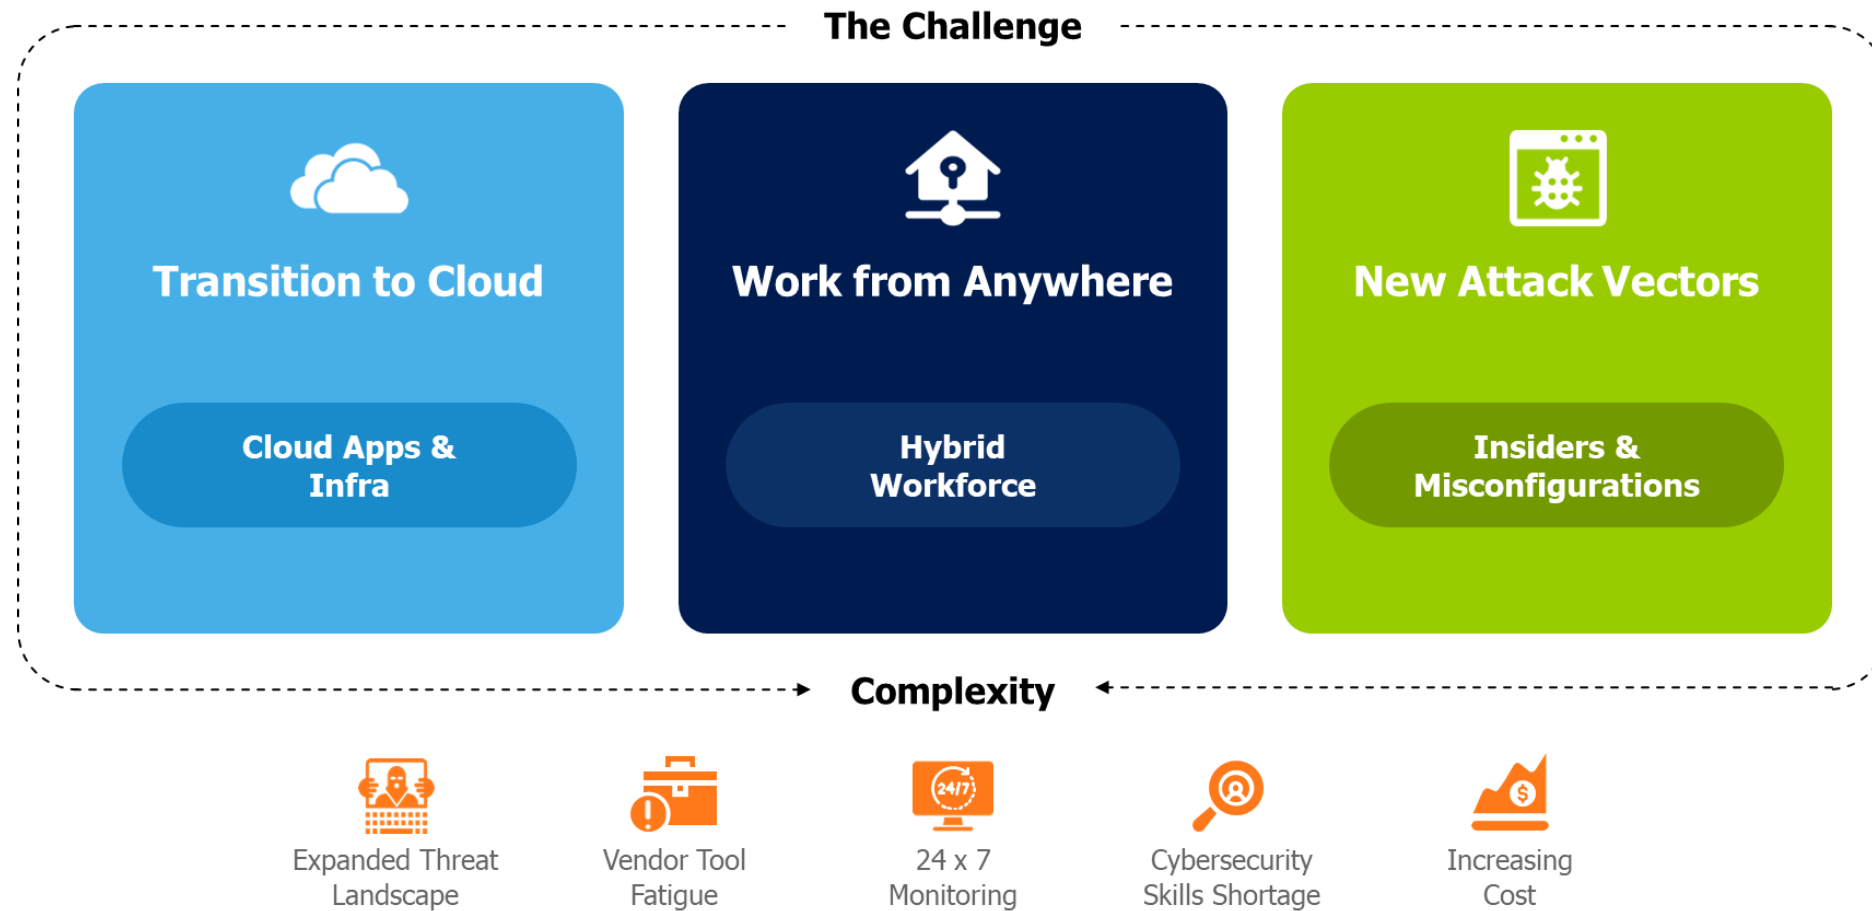 The Challenge
Transition to Cloud
Cloud Apps &
Infra
Work from Anywhere
Hybrid
Workforce
New Attack Vectors
Insiders &
Misconfigurations
Complexity
Expanded Threat
Landscape
Vendor Tool
Fatigue
24/7
24 x 7
Monitoring
Cybersecurity
Skills Shortage
$
Increasing
Cost